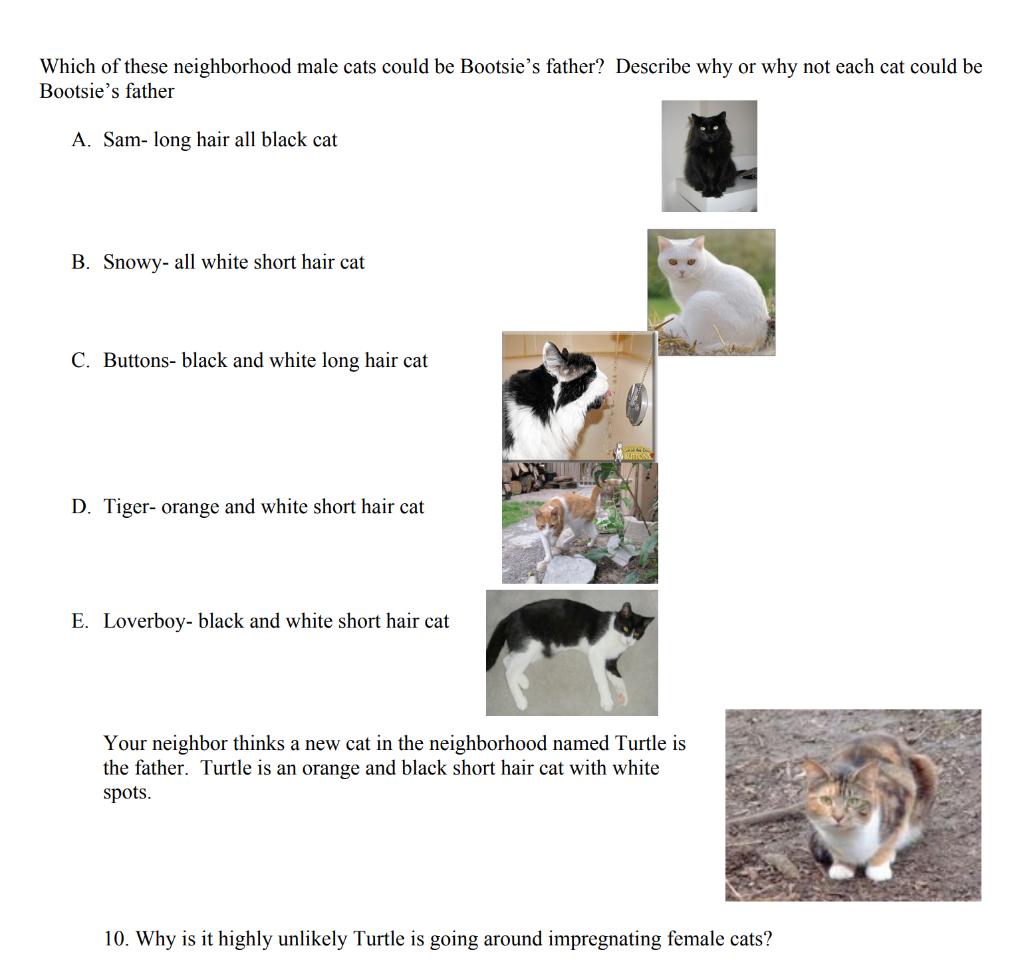 Which of these neighborhood male cats could be Bootsie’s father?  Describe why or why not each cat could be
Bootsie’s father
A. Sam- long hair all black cat
B. Snowy- all white short hair cat
C. Buttons- black and white long hair cat
D. Tiger- orange and white short hair cat
E. Loverboy- black and white short hair cat
Your neighbor thinks a new cat in the neighborhood named Turtle is
the father.  Turtle is an orange and black short hair cat with white
spots.
10. Why is it highly unlikely Turtle is going around impregnating female cats?